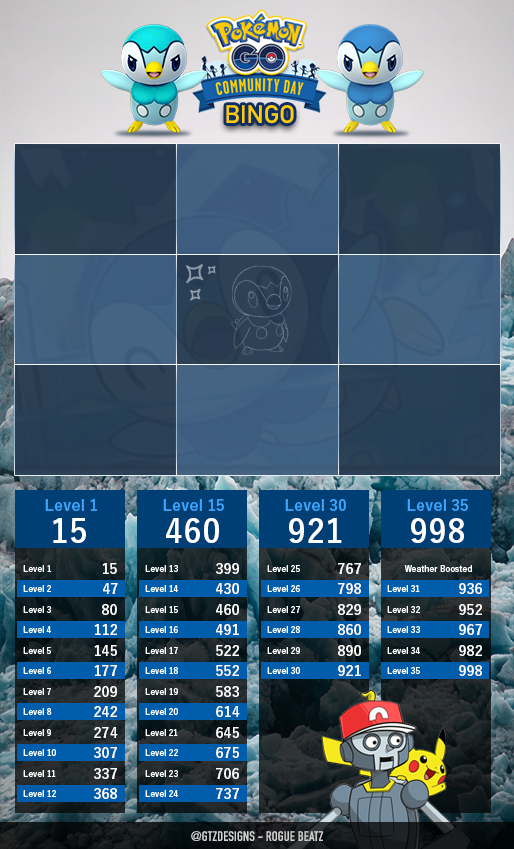 POKéMON
GO
COMMUNITY DAY
BINGO
Level 1
15
Level 1 15
Level 2 47
Level 3 80
Level 4 112
Level 5 145
Level 6 177
Level 7 209
Level 8 242
Level 9 274
Level 10 307
Level 11 337
Level 12 368
Level 15
460
Level 13 399
Level 14 430
Level 15 460
Level 16 491
Level 17 522
Level 18 552
Level 19 583
Level 20 614
Level 21 645
Level 22 675
Level 23 706
Level 24 737
Level 30
921
Level 25 767
Level 26 798
Level 27 829
Level 28 860
Level 29 890
Level 30 921
Level 35
998
Weather Boosted
Level 31 936
Level 32 952
Level 33 967
Level 34 982
Level 35 998
@GTZDESIGNS – ROGUE BEATZ